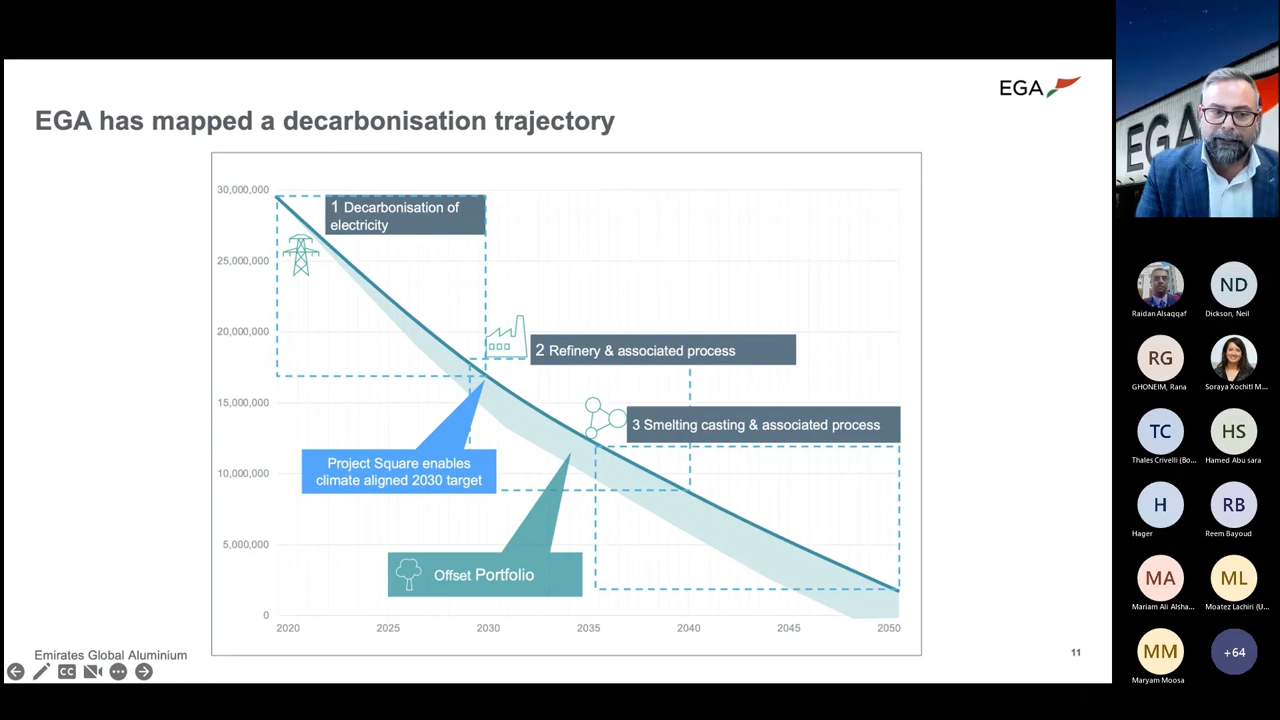 EGA
EGA has mapped a decarbonisation trajectory
30,000,000
25,000,000
20,000,000
15,000,000
10,000,000
5,000,000
0
1 Decarbonisation of
electricity
2 Refinery & associated process
3 Smelting casting & associated process
Project Square enables
climate aligned 2030 target
Offset Portfolio
2020 2025 2030 2035 2040 2045 2050
Emirates Global Aluminium
11
CC
EGA
Raidan Alsaqqaf
ND
Dickson, Neil
RG
GHONEIM, Rana
Soraya Xochitl M...
TC
Thales Crivelli (Bo...
HS
Hamed Abu sara
H
Hager
RB
Reem Bayoud
MA
Mariam Ali Alsha...
ML
Moatez Lachiri (U...
MM
Maryam Moosa
+64